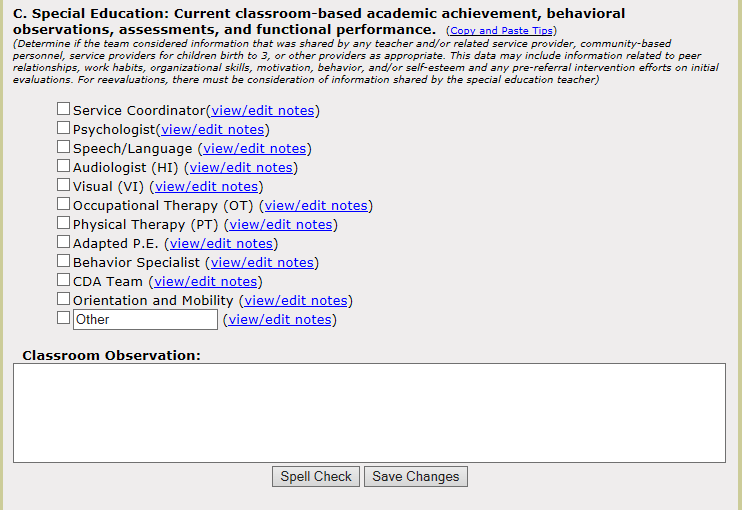 C. Special Education: Current classroom-based academic achievement, behavioral
observations, assessments, and functional performance. (Copy and Paste Tips)
(Determine if the team considered information that was shared by any teacher and/or related service provider, community-based
personnel, service providers for children birth to 3, or other providers as appropriate. This data may include information related to peer
relationships, work habits, organizational skills, motivation, behavior, and/or self-esteem and any pre-referral intervention efforts on initial
evaluations. For reevaluations, there must be consideration of information shared by the special education teacher)
Service Coordinator(view/edit notes)
Psychologist(view/edit notes)
Speech/Language (view/edit notes)
Audiologist (HI) (view/edit notes)
Visual (VI) (view/edit notes)
Occupational Therapy (OT) (view/edit notes)
Physical Therapy (PT) (view/edit notes)
Adapted P.E. (view/edit notes)
Behavior Specialist (view/edit notes)
CDA Team (view/edit notes)
Orientation and Mobility (view/edit notes)
Other (view/edit notes)
Classroom Observation:
Spell Check Save Changes